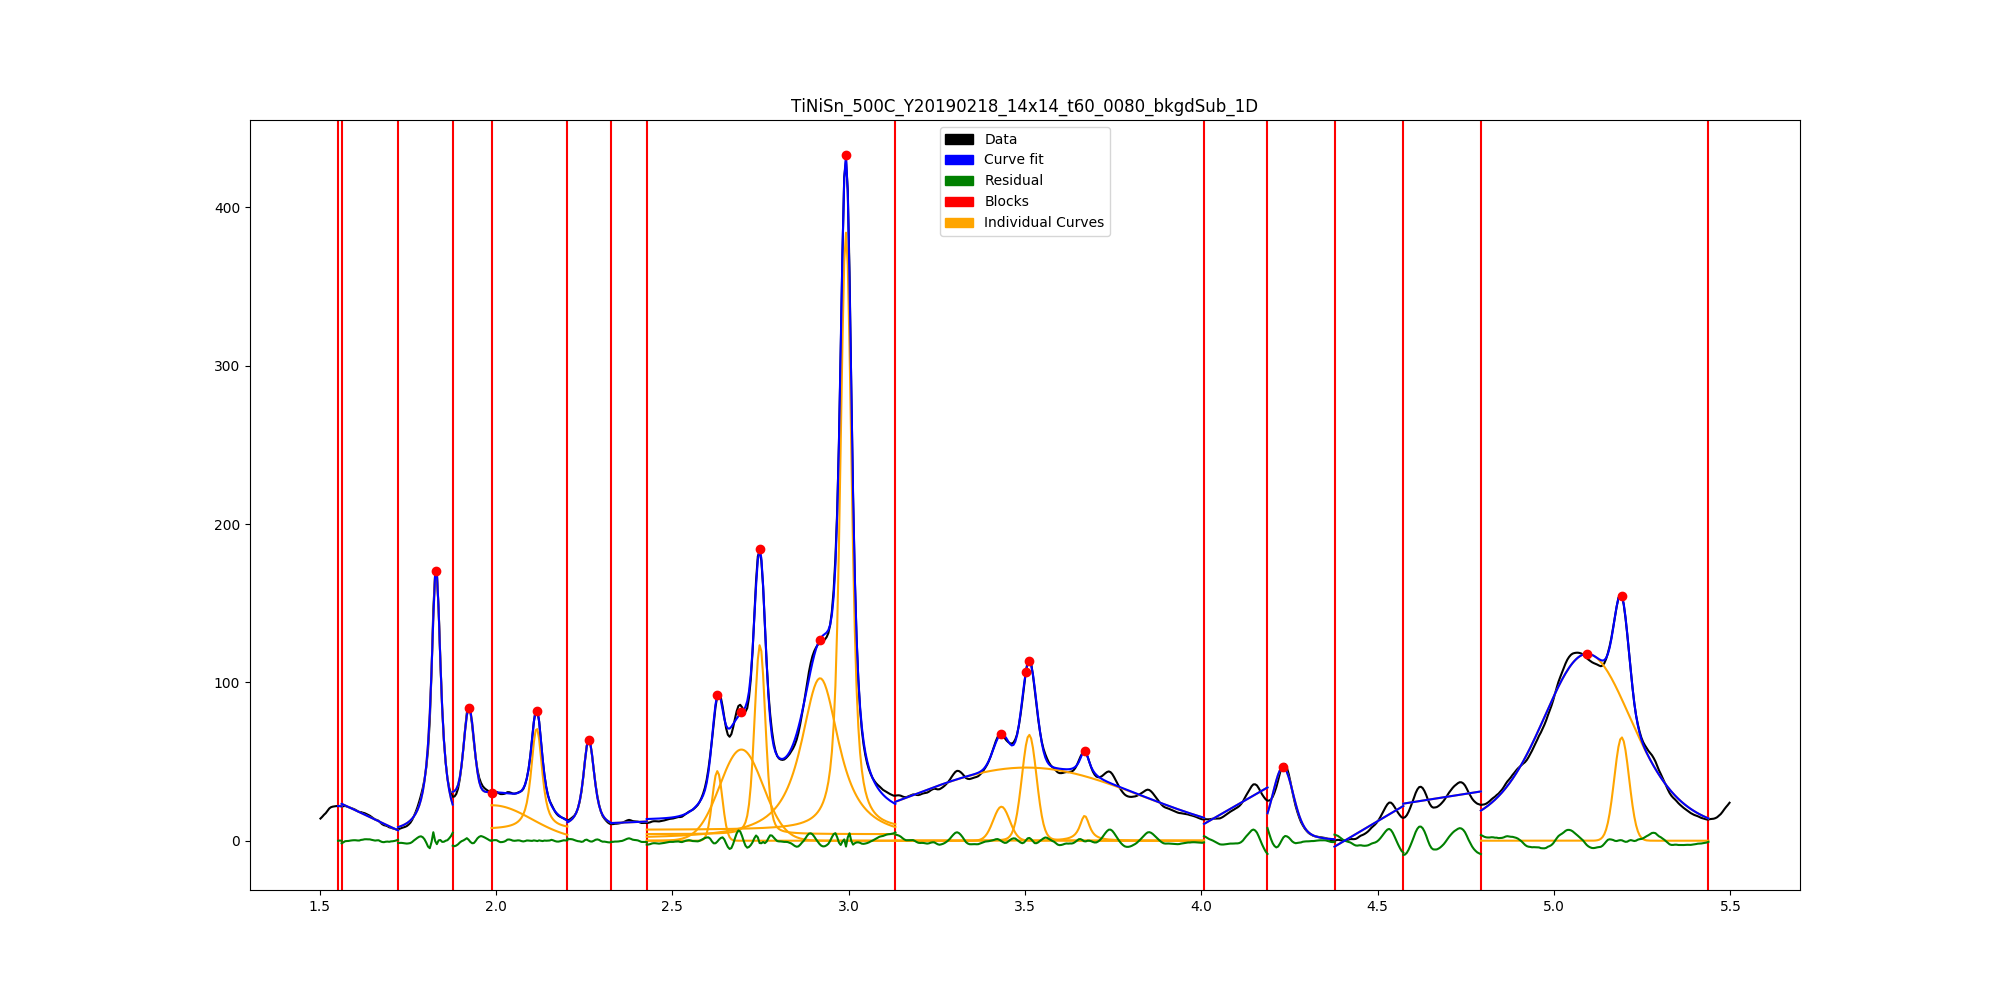 TiNiSn_500C_Y20190218_14x14_t60_0080_bkgdSub_1D
Data
Curve fit
Residual
Blocks
Individual Curves
400
300
200
100
0
1.5 2.0 2.5 3.0 3.5 4.0 4.5 5.0 5.5